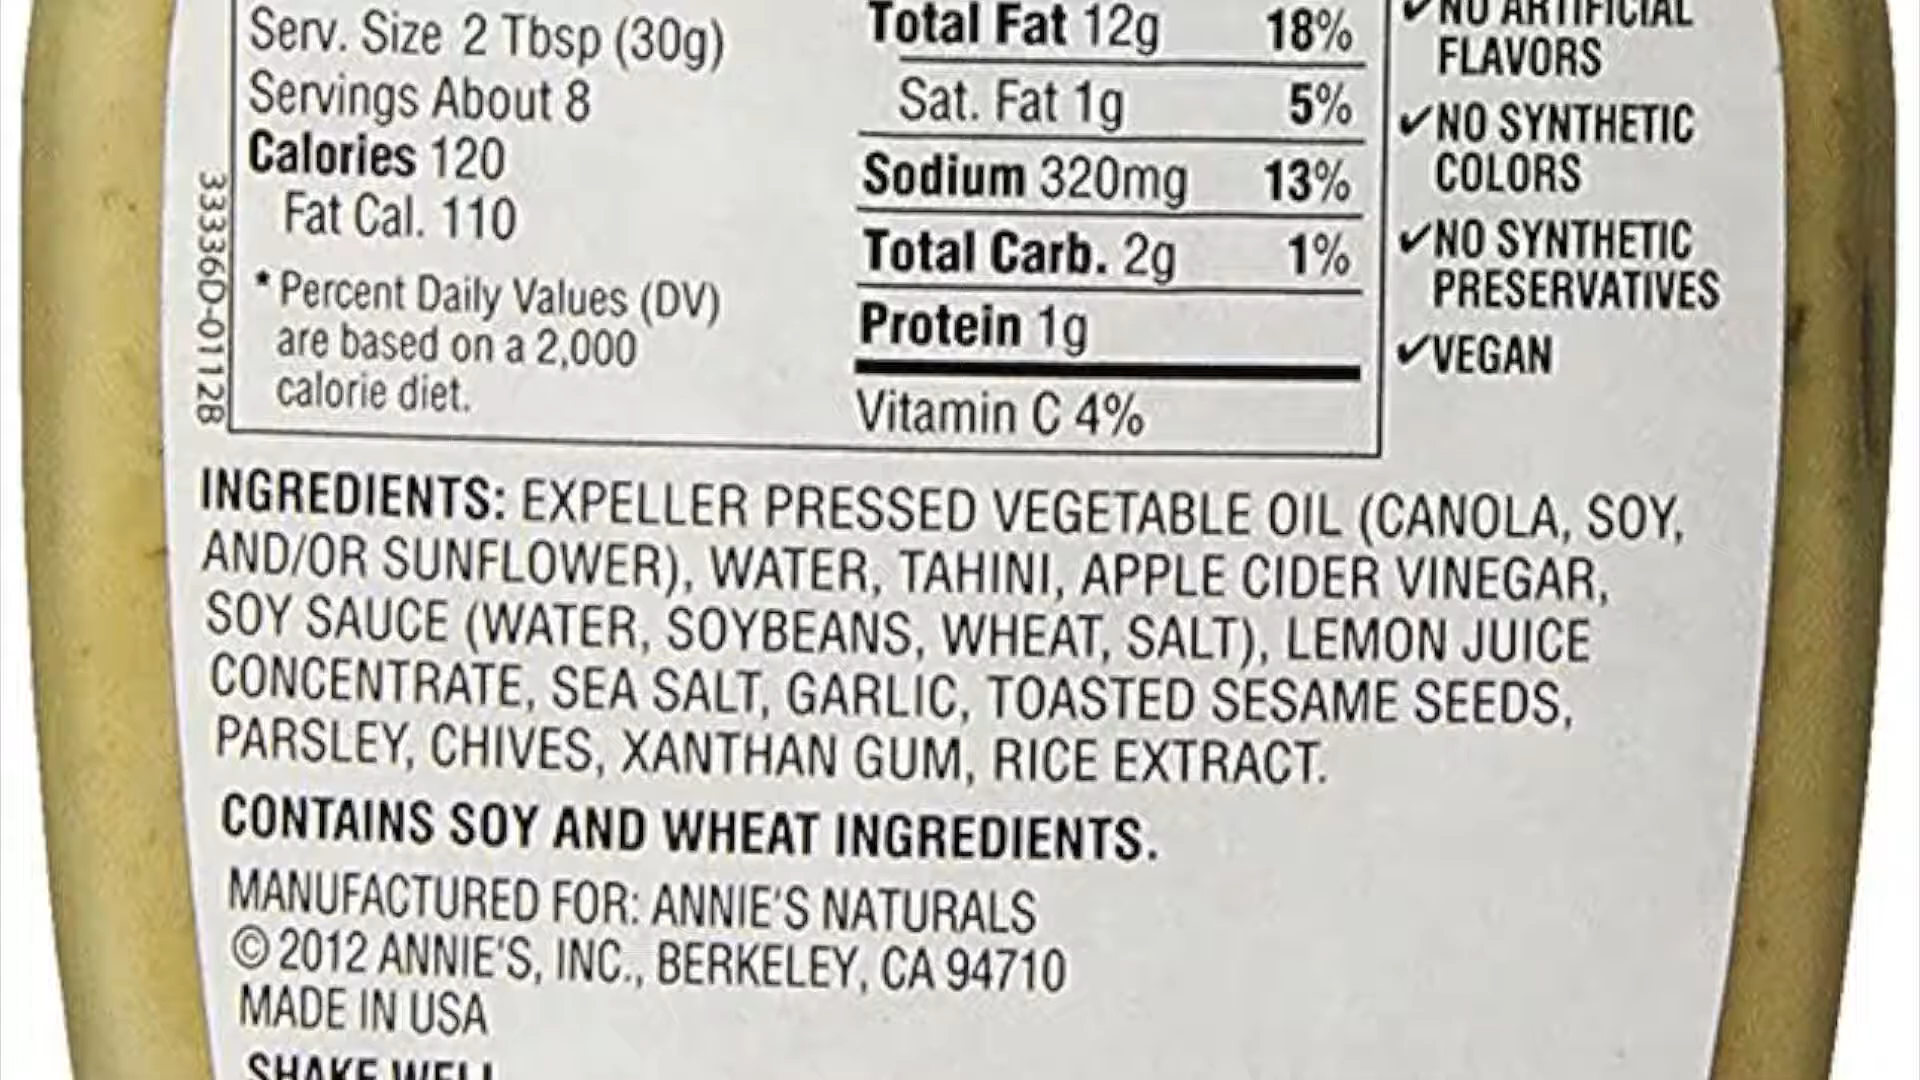 Serv. Size 2 Tbsp (30g)
Servings About 8
Calories 120
Fat Cal. 110
* Percent Daily Values (DV)
are based on a 2,000
calorie diet.
33336D-0112B
Total Fat 12g 18%
Sat. Fat 1g 5%
Sodium 320mg 13%
Total Carb. 2g 1%
Protein 1g
Vitamin C 4%
✔NO ARTIFICIAL
FLAVORS
✔NO SYNTHETIC
COLORS
✔NO SYNTHETIC
PRESERVATIVES
✔VEGAN
INGREDIENTS: EXPELLER PRESSED VEGETABLE OIL (CANOLA, SOY,
AND/OR SUNFLOWER), WATER, TAHINI, APPLE CIDER VINEGAR,
SOY SAUCE (WATER, SOYBEANS, WHEAT, SALT), LEMON JUICE
CONCENTRATE, SEA SALT, GARLIC, TOASTED SESAME SEEDS,
PARSLEY, CHIVES, XANTHAN GUM, RICE EXTRACT.
CONTAINS SOY AND WHEAT INGREDIENTS.
MANUFACTURED FOR: ANNIE'S NATURALS
© 2012 ANNIE'S, INC., BERKELEY, CA 94710
MADE IN USA
SHAKE WELL